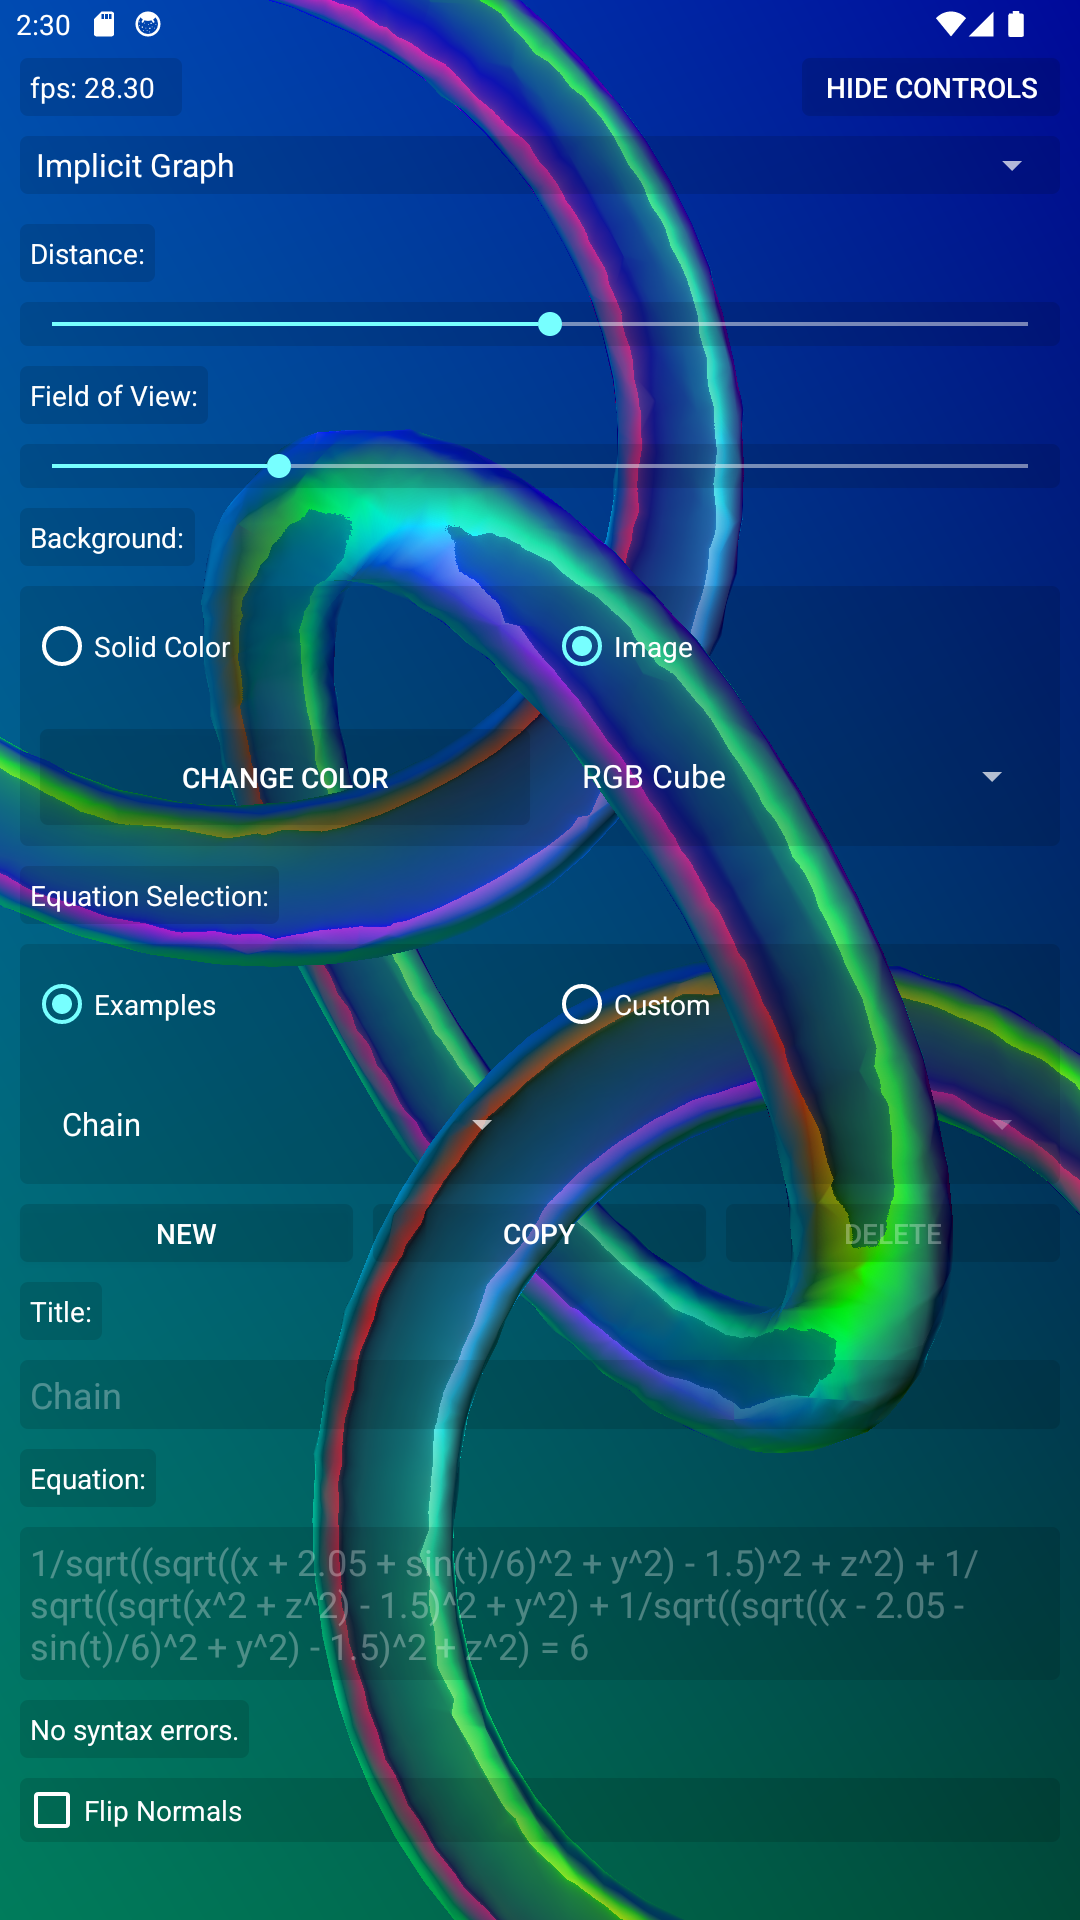 2:30
fps: 28.30
HIDE CONTROLS
Implicit Graph
Distance:
Field of View:
Background:
Solid Color
Image
CHANGE COLOR
RGB Cube
Equation Selection:
Examples
Custom
Chain
NEW
COPY
DELETE
Title:
Chain
Equation:
1/sqrt((sqrt((x + 2.05 + sin(t)/6)^2 + y^2) - 1.5)^2 + z^2) + 1/
sqrt((sqrt(x^2 + z^2) - 1.5)^2 + y^2) + 1/sqrt((sqrt((x - 2.05 -
sin(t)/6)^2 + y^2) - 1.5)^2 + z^2) = 6
No syntax errors.
Flip Normals